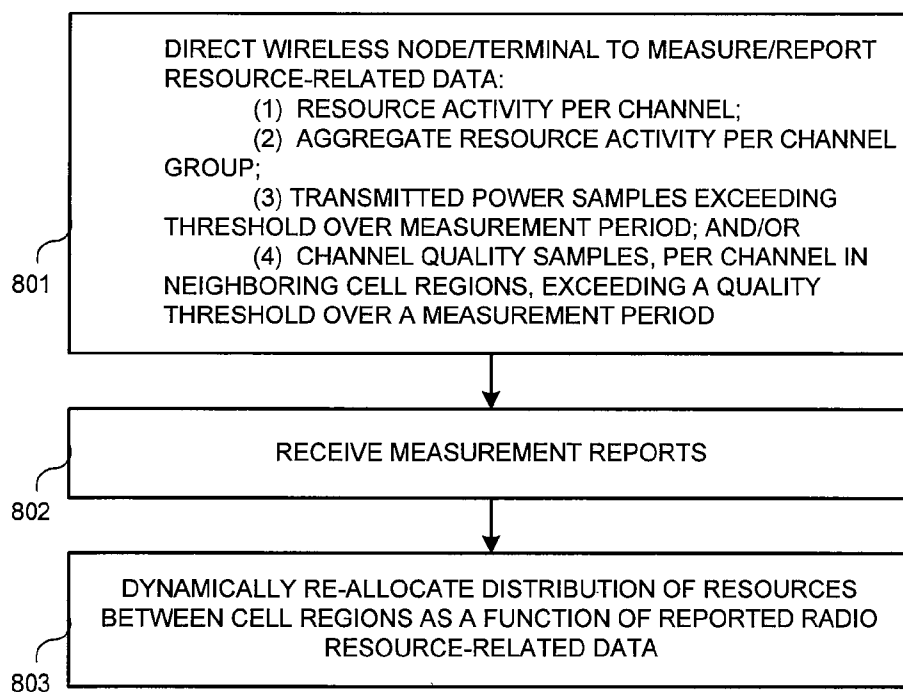 DIRECT WIRELESS NODE/TERMINAL TO MEASURE/REPORT
RESOURCE-RELATED DATA:
(1) RESOURCE ACTIVITY PER CHANNEL;
(2) AGGREGATE RESOURCE ACTIVITY PER CHANNEL
GROUP;
(3) TRANSMITTED POWER SAMPLES EXCEEDING
THRESHOLD OVER MEASUREMENT PERIOD; AND/OR
(4) CHANNEL QUALITY SAMPLES, PER CHANNEL IN
NEIGHBORING CELL REGIONS, EXCEEDING A QUALITY
THRESHOLD OVER A MEASUREMENT PERIOD
801
RECEIVE MEASUREMENT REPORTS
802
DYNAMICALLY RE-ALLOCATE DISTRIBUTION OF RESOURCES
BETWEEN CELL REGIONS AS A FUNCTION OF REPORTED RADIO
RESOURCE-RELATED DATA
803